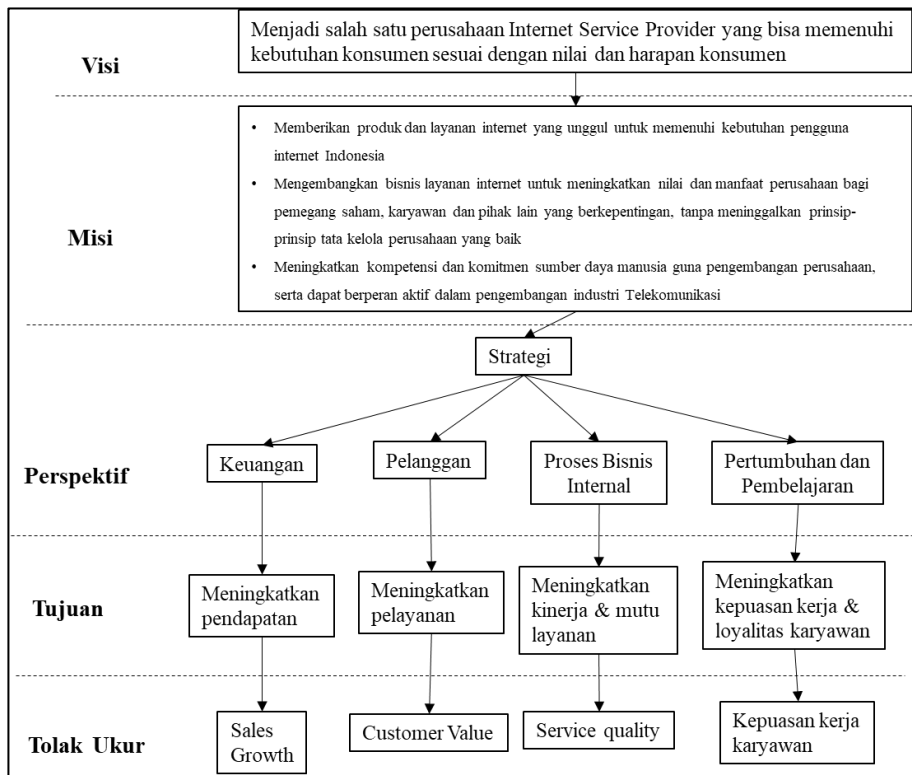 Visi
Menjadi salah satu perusahaan Internet Service Provider yang bisa memenuhi
kebutuhan konsumen sesuai dengan nilai dan harapan konsumen
Misi
• Memberikan produk dan layanan internet yang unggul untuk memenuhi kebutuhan pengguna
internet Indonesia
• Mengembangkan bisnis layanan internet untuk meningkatkan nilai dan manfaat perusahaan bagi
pemegang saham, karyawan dan pihak lain yang berkepentingan, tanpa meninggalkan prinsip-
prinsip tata kelola perusahaan yang baik
• Meningkatkan kompetensi dan komitmen sumber daya manusia guna pengembangan perusahaan,
serta dapat berperan aktif dalam pengembangan industri Telekomunikasi
Strategi
Perspektif
Keuangan
Pelanggan
Proses Bisnis
Internal
Pertumbuhan dan
Pembelajaran
Tujuan
Meningkatkan
pendapatan
Meningkatkan
pelayanan
Meningkatkan
kinerja & mutu
layanan
Meningkatkan
kepuasan kerja &
loyalitas karyawan
Tolak Ukur
Sales
Growth
Customer Value
Service quality
Kepuasan kerja
karyawan